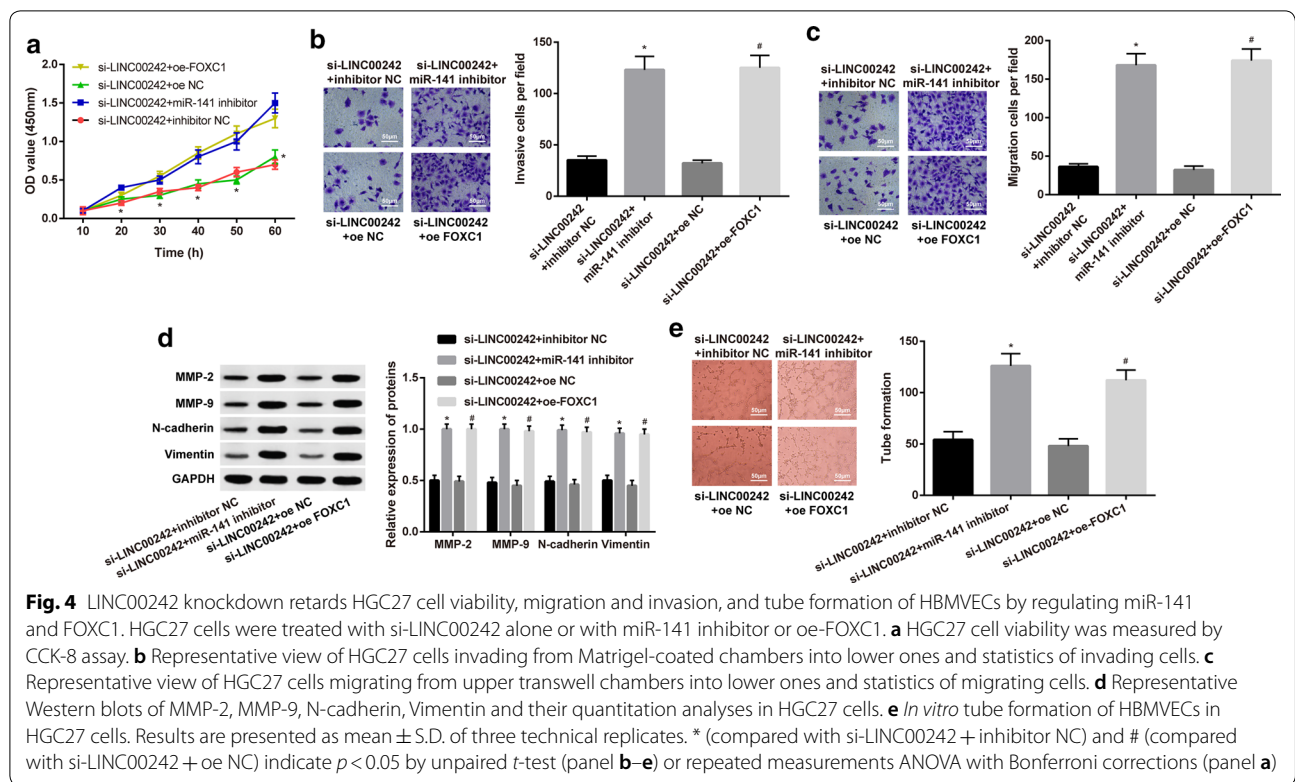 a
si-LINC00242+oe-FOXC1
si-LINC00242+oe NC
si-LINC00242+miR-141 inhibitor
si-LINC00242+inhibitor NC
OD value (450nm)
2.0
1.5
1.0
0.5
0.0
* * * * *
10 20 30 40 50 60
Time (h)
b
si-LINC00242
+inhibitor NC
si-LINC00242+
miR-141 inhibitor
50μm
50μm
50μm
50μm
si-LINC00242
+oe NC
si-LINC00242
+oe FOXC1
Invasive cells per field
150
100
50
0
* #
si-LINC00242
+inhibitor NC
si-LINC00242+
miR-141 inhibitor
si-LINC00242+oe NC
si-LINC00242+oe-FOXC1
c
si-LINC00242
+inhibitor NC
si-LINC00242+
miR-141 inhibitor
50μm
50μm
50μm
50μm
si-LINC00242
+oe NC
si-LINC00242
+oe FOXC1
Migration cells per field
200
150
100
50
0
* #
si-LINC00242
+inhibitor NC
si-LINC00242+
miR-141 inhibitor
si-LINC00242+oe NC
si-LINC00242+oe-FOXC1
d
MMP-2
MMP-9
N-cadherin
Vimentin
GAPDH
si-LINC00242+inhibitor NC
si-LINC00242+miR-141 inhibitor
si-LINC00242+oe NC
si-LINC00242+oe FOXC1
si-LINC00242+inhibitor NC
si-LINC00242+miR-141 inhibitor
si-LINC00242+oe NC
si-LINC00242+oe-FOXC1
Relative expression of proteins
1.5
1.0
0.5
0.0
* # * # * # * #
MMP-2 MMP-9 N-cadherin Vimentin
e
si-LINC00242
+inhibitor NC
si-LINC00242+
miR-141 inhibitor
50μm
50μm
50μm
50μm
si-LINC00242
+oe NC
si-LINC00242
+oe FOXC1
Tube formation
150
100
50
0
* #
si-LINC00242+inhibitor NC
si-LINC00242+miR-141 inhibitor
si-LINC00242+oe NC
si-LINC00242+oe-FOXC1
Fig. 4 LINC00242 knockdown retards HGC27 cell viability, migration and invasion, and tube formation of HBMVECs by regulating miR-141
and FOXC1. HGC27 cells were treated with si-LINC00242 alone or with miR-141 inhibitor or oe-FOXC1. a HGC27 cell viability was measured by
CCK-8 assay. b Representative view of HGC27 cells invading from Matrigel-coated chambers into lower ones and statistics of invading cells. c
Representative view of HGC27 cells migrating from upper transwell chambers into lower ones and statistics of migrating cells. d Representative
Western blots of MMP-2, MMP-9, N-cadherin, Vimentin and their quantitation analyses in HGC27 cells. e In vitro tube formation of HBMVECs in
HGC27 cells. Results are presented as mean ± S.D. of three technical replicates. * (compared with si-LINC00242 + inhibitor NC) and # (compared
with si-LINC00242 + oe NC) indicate p < 0.05 by unpaired t-test (panel b–e) or repeated measurements ANOVA with Bonferroni corrections (panel a)